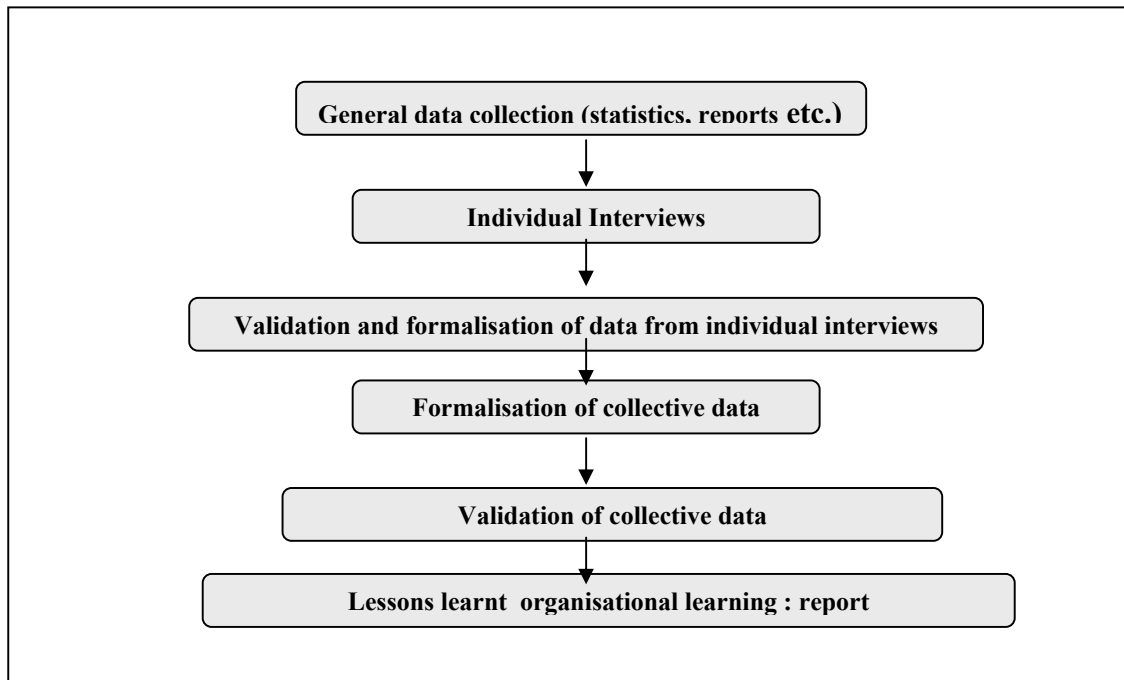 General data collection (statistics, reports etc.)
Individual Interviews
Validation and formalisation of data from individual interviews
Formalisation of collective data
Validation of collective data
Lessons learnt organisational learning : report